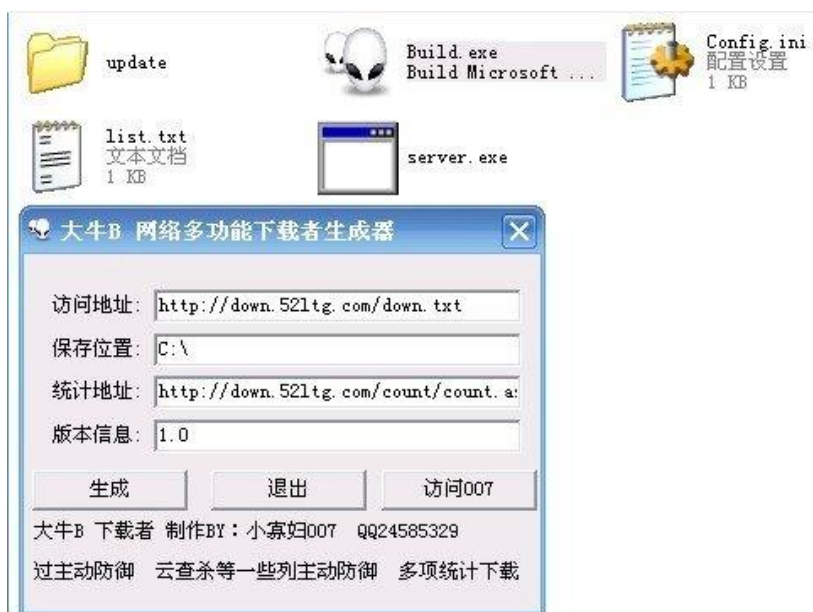 update
Build.exe
Build Microsoft ...
Config.ini
配置设置
1 KB
list.txt
文本文档
1 KB
server.exe
大牛B 网络多功能下载者生成器
访问地址: http://down.52ltg.com/down.txt
保存位置: C:\
统计地址: http://down.52ltg.com/count/count.a
版本信息: 1.0
生成 退出 访问007
大牛B 下载者 制作BY：小寡妇007 QQ24585329
过主动防御 云查杀等一些列主动防御 多项统计下载